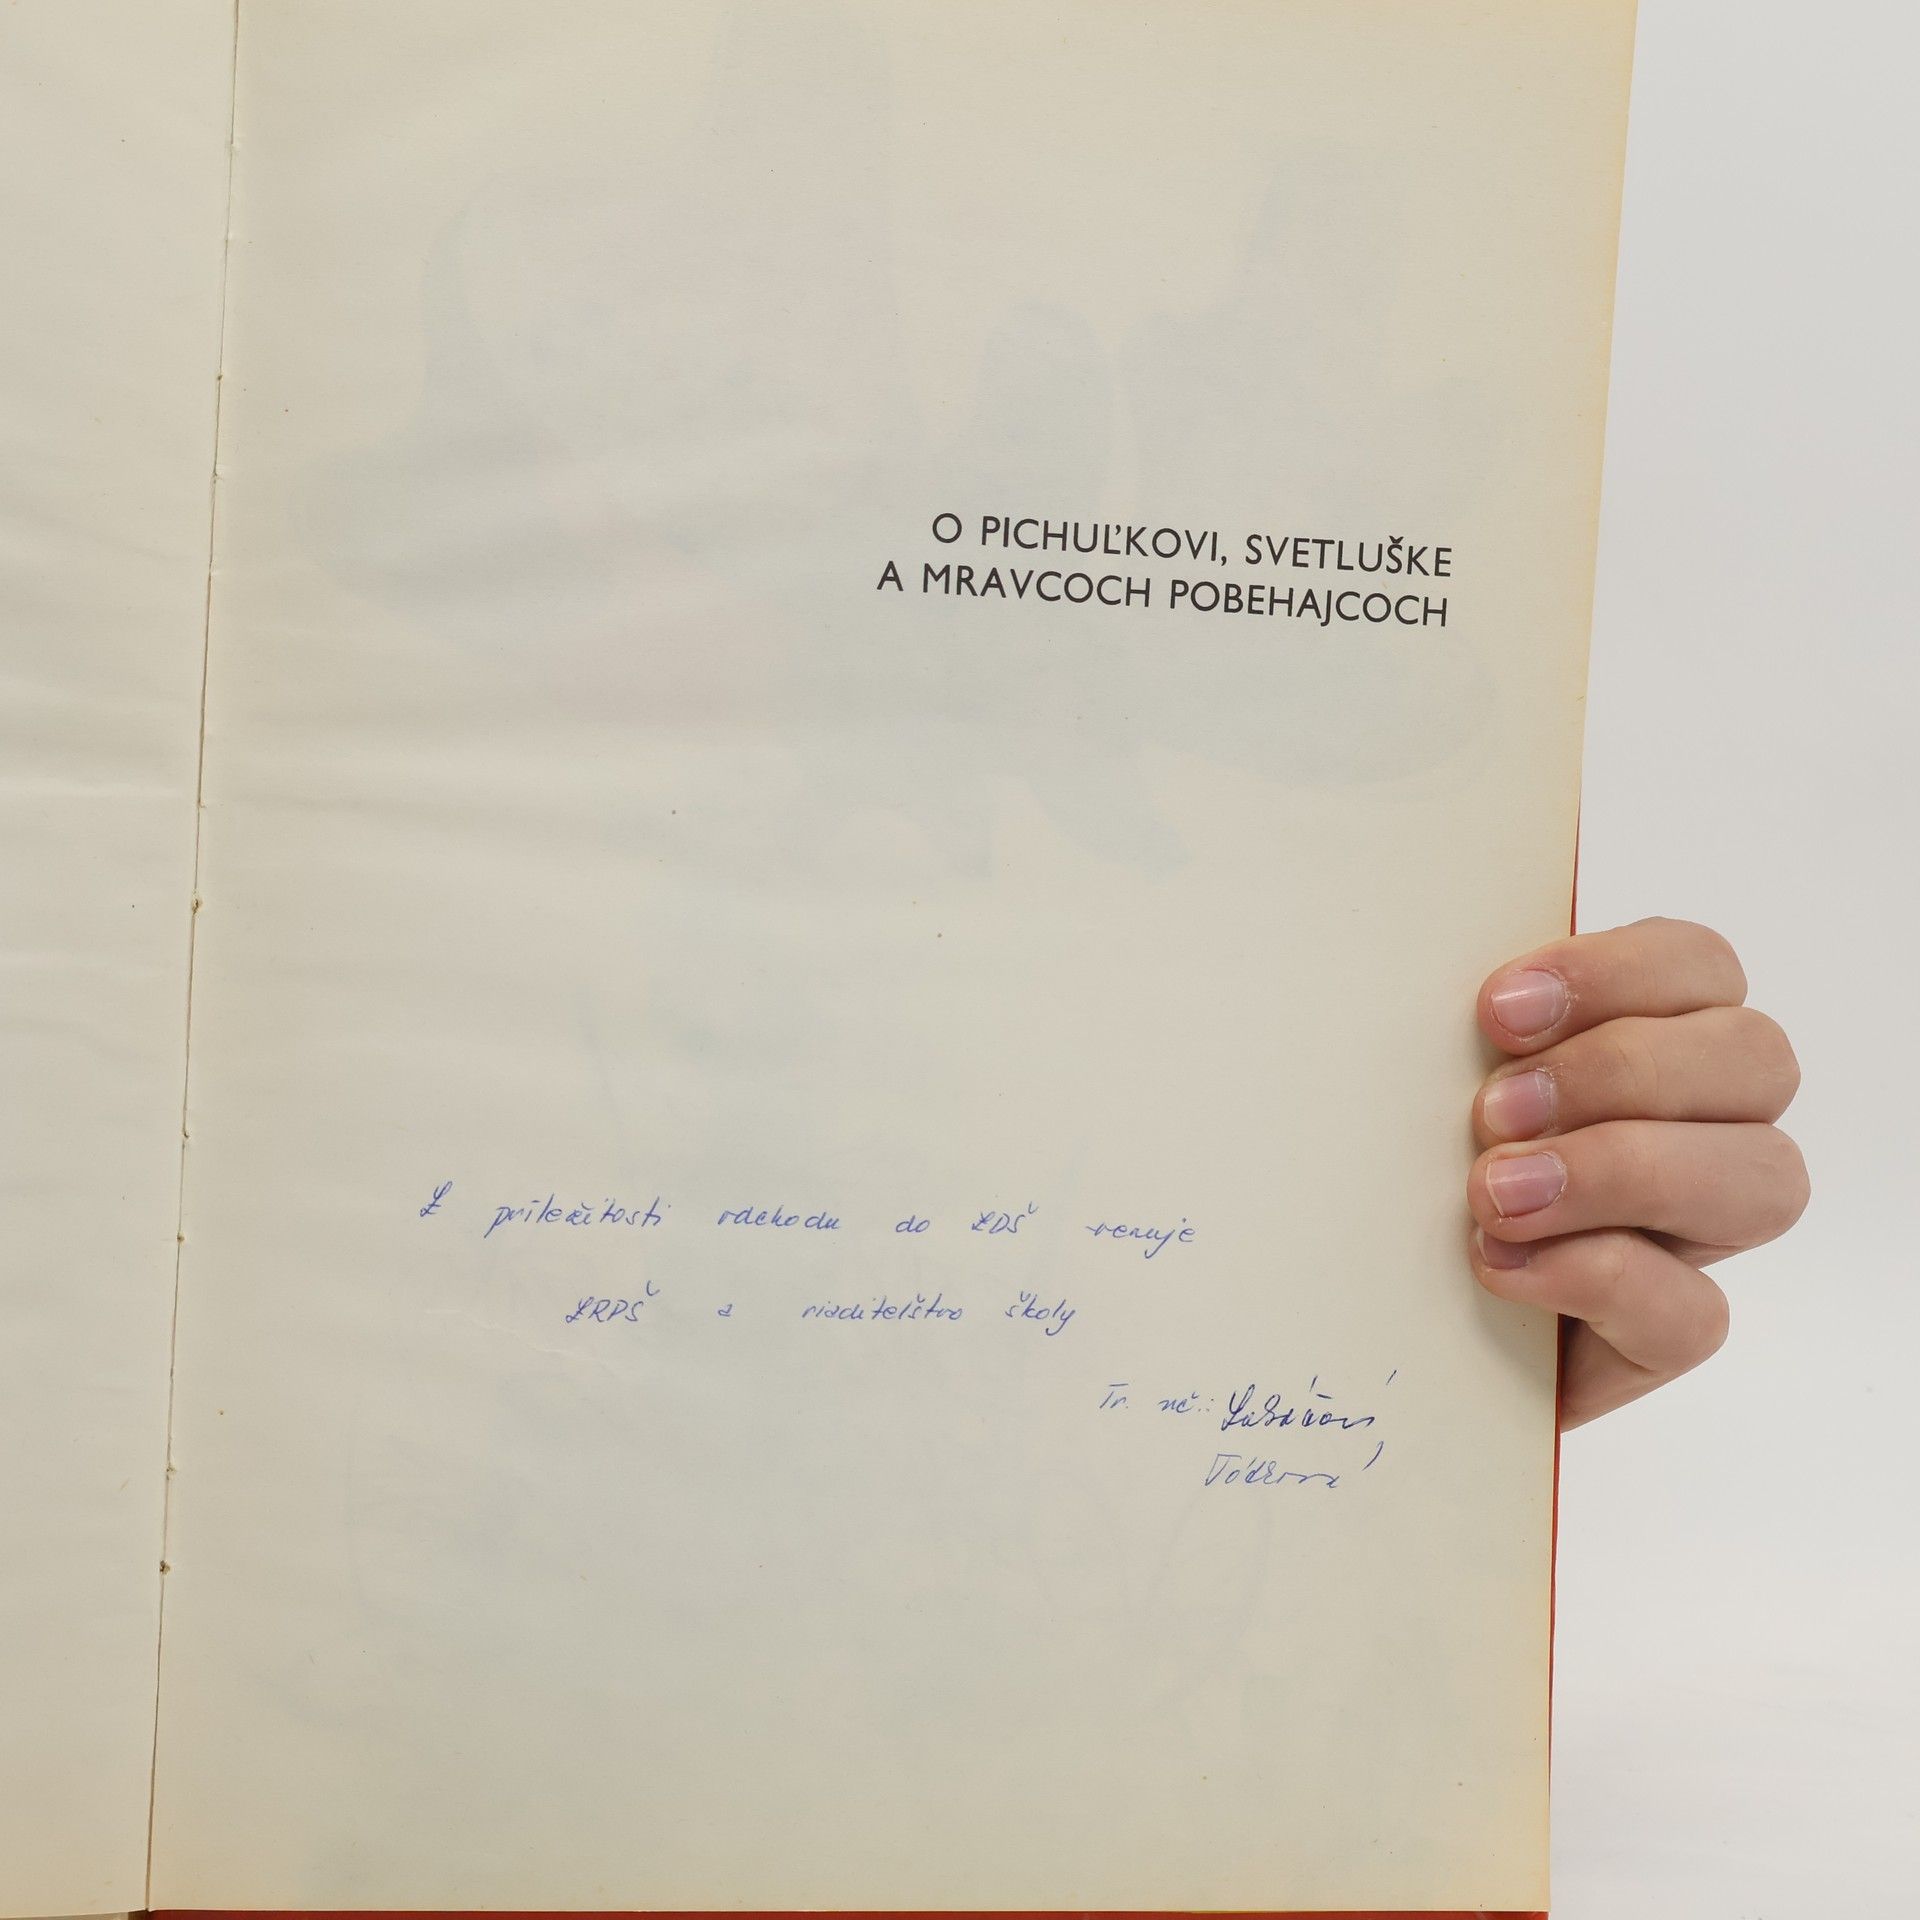 O PICHUĽKOVI, SVETLUŠKE
A MRAVCOCH POBEHAJCOCH
Z príležitosti odchodu do ZDŠ venuje
ZRPŠ a riaditeľstvo školy
Tr. uč.: